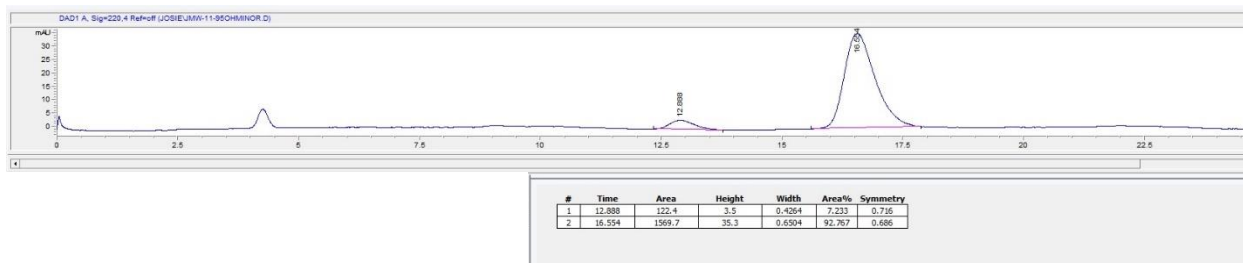 DAD1 A, Sig=220,4 Ref=off (JOSIE\JMW-11-95OHMINOR.D)
mAU
30
25
20
15
10
5
0
12.888
16.554
0 2.5 5 7.5 10 12.5 15 17.5 20 22.5
# Time Area Height Width Area% Symmetry
1 12.888 122.4 3.5 0.4264 7.233 0.716
2 16.554 1569.7 35.3 0.6504 92.767 0.686